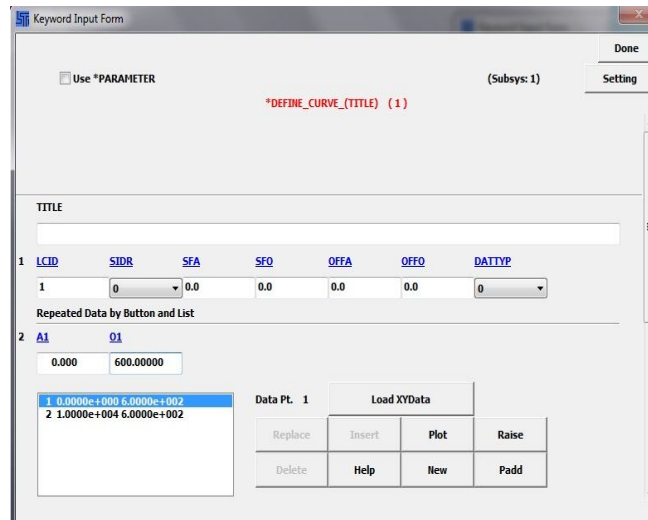 Keyword Input Form
Done
Use *PARAMETER (Subsys: 1) Setting
*DEFINE_CURVE_(TITLE) (1)
TITLE
1 LCID SIDR SFA SFO OFFA OFFO DATTYP
1 0 0.0 0.0 0.0 0.0 0
Repeated Data by Button and List
2 A1 O1
0.000 600.00000
1 0.0000e+000 6.0000e+002 Data Pt. 1 Load XYData
2 1.0000e+004 6.0000e+002
Replace Insert Plot Raise
Delete Help New Padd